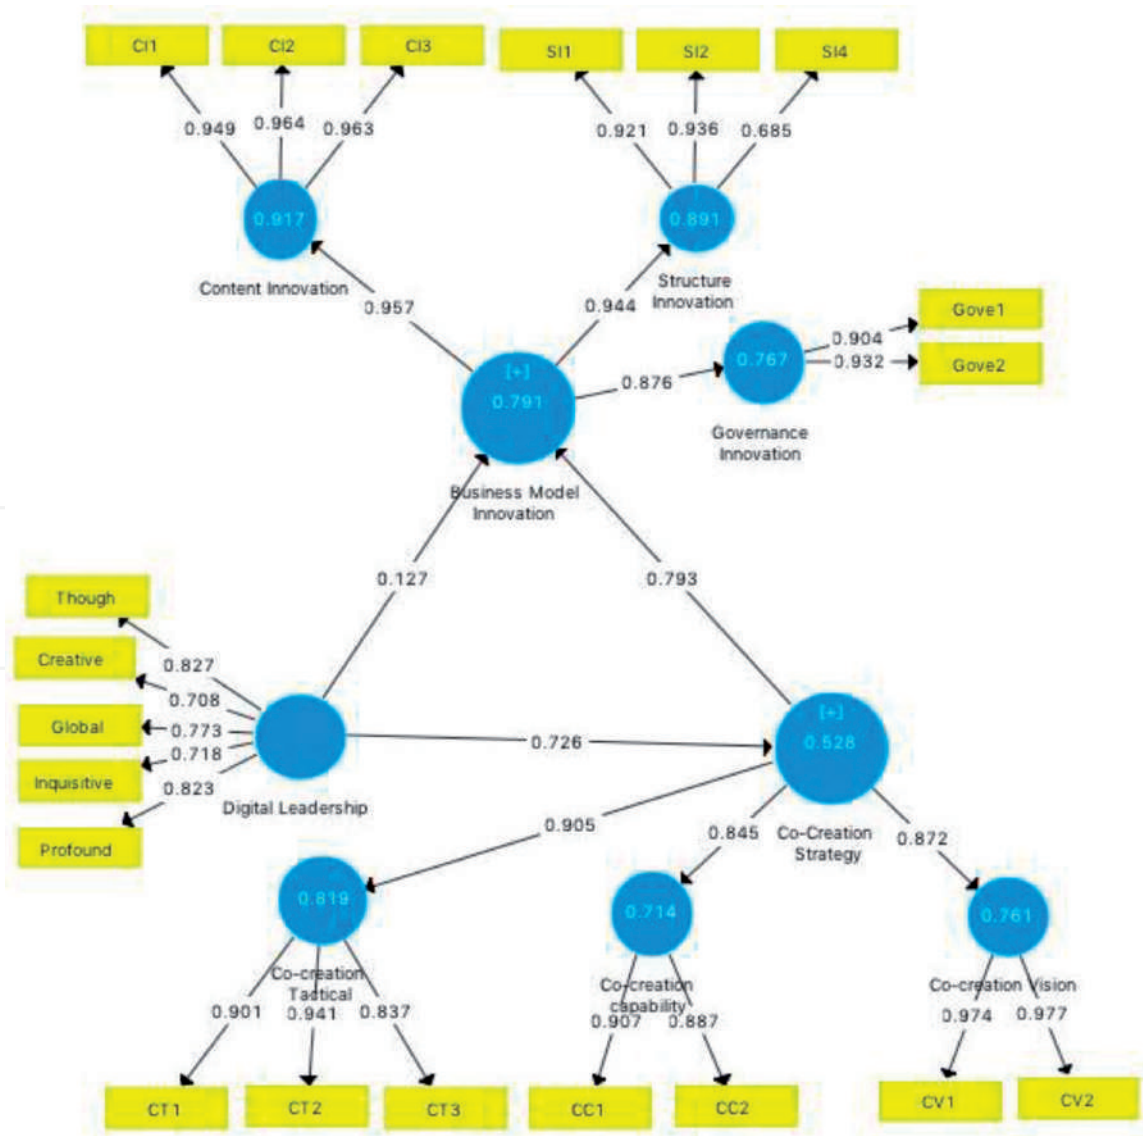 CI1
CI2
CI3
SI1
SI2
SI4
0.949
0.964
0.963
0.921
0.936
0.685
0.917
0.891
Content Innovation
Structure
Innovation
0.957
0.944
Gove1
0.904
0.767
0.932
Gove2
[+]
0.791
0.876
Governance
Innovation
Business Model
Innovation
0.127
0.793
Though
Creative
Global
Inquisitive
Profound
0.827
0.708
0.773
0.718
0.823
Digital Leadership
0.726
[+]
0.528
Co-Creation
Strategy
0.905
0.845
0.872
0.819
0.714
0.761
Co-creation
Tactical
Co-creation
capability
Co-creation Vision
0.901
0.941
0.837
0.907
0.887
0.974
0.977
CT1
CT2
CT3
CC1
CC2
CV1
CV2